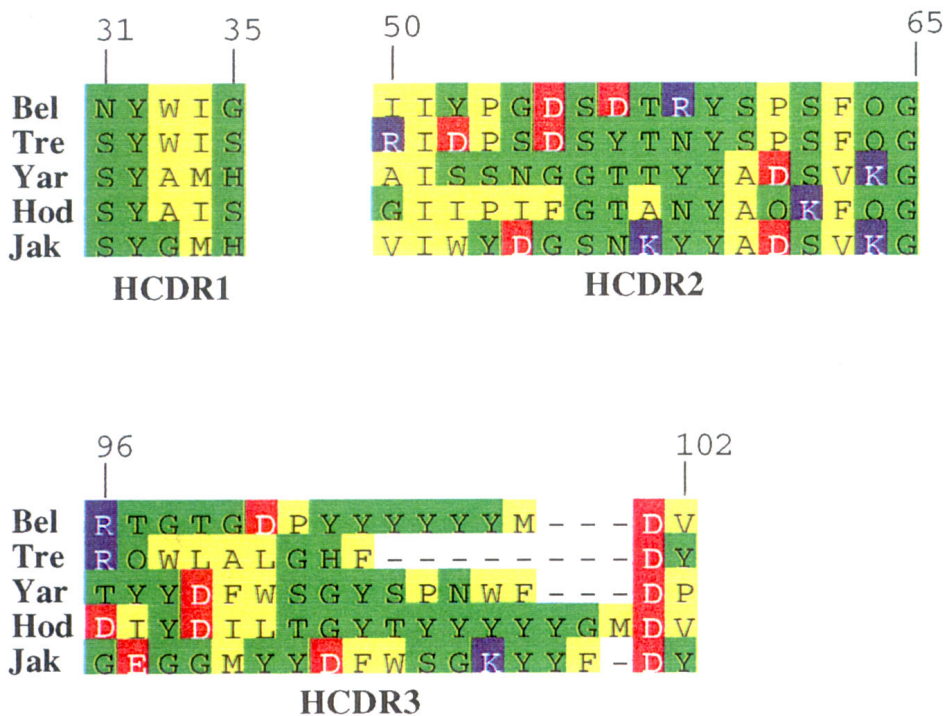 31 35 50 65
Bel N Y W I G I I Y P G D S D T R Y S P S F O G
Tre S Y W I S R I D P S D S Y T N Y S P S F O G
Yar S Y A M H A I S S N G G T T Y Y A D S V K G
Hod S Y A I S G I I P I F G T A N Y A O K F O G
Jak S Y G M H V I W Y D G S N K Y Y A D S V K G
HCDR1 HCDR2
96 102
Bel R T G T G D P Y Y Y Y Y Y M - - - D V
Tre R O W L A L G H F - - - - - - - - D Y
Yar T Y Y D F W S G Y S P N W F - - - D P
Hod D I Y D I L T G Y T Y Y Y Y Y G M D V
Jak G E G G M Y Y D F W S G K Y Y F - D Y
HCDR3